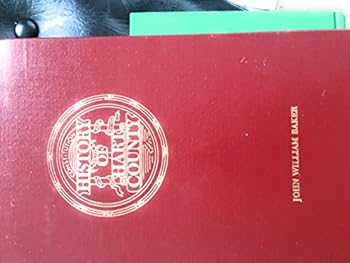 HISTORY
OF
HART
COUNTY
JOHN WILLIAM BAKER